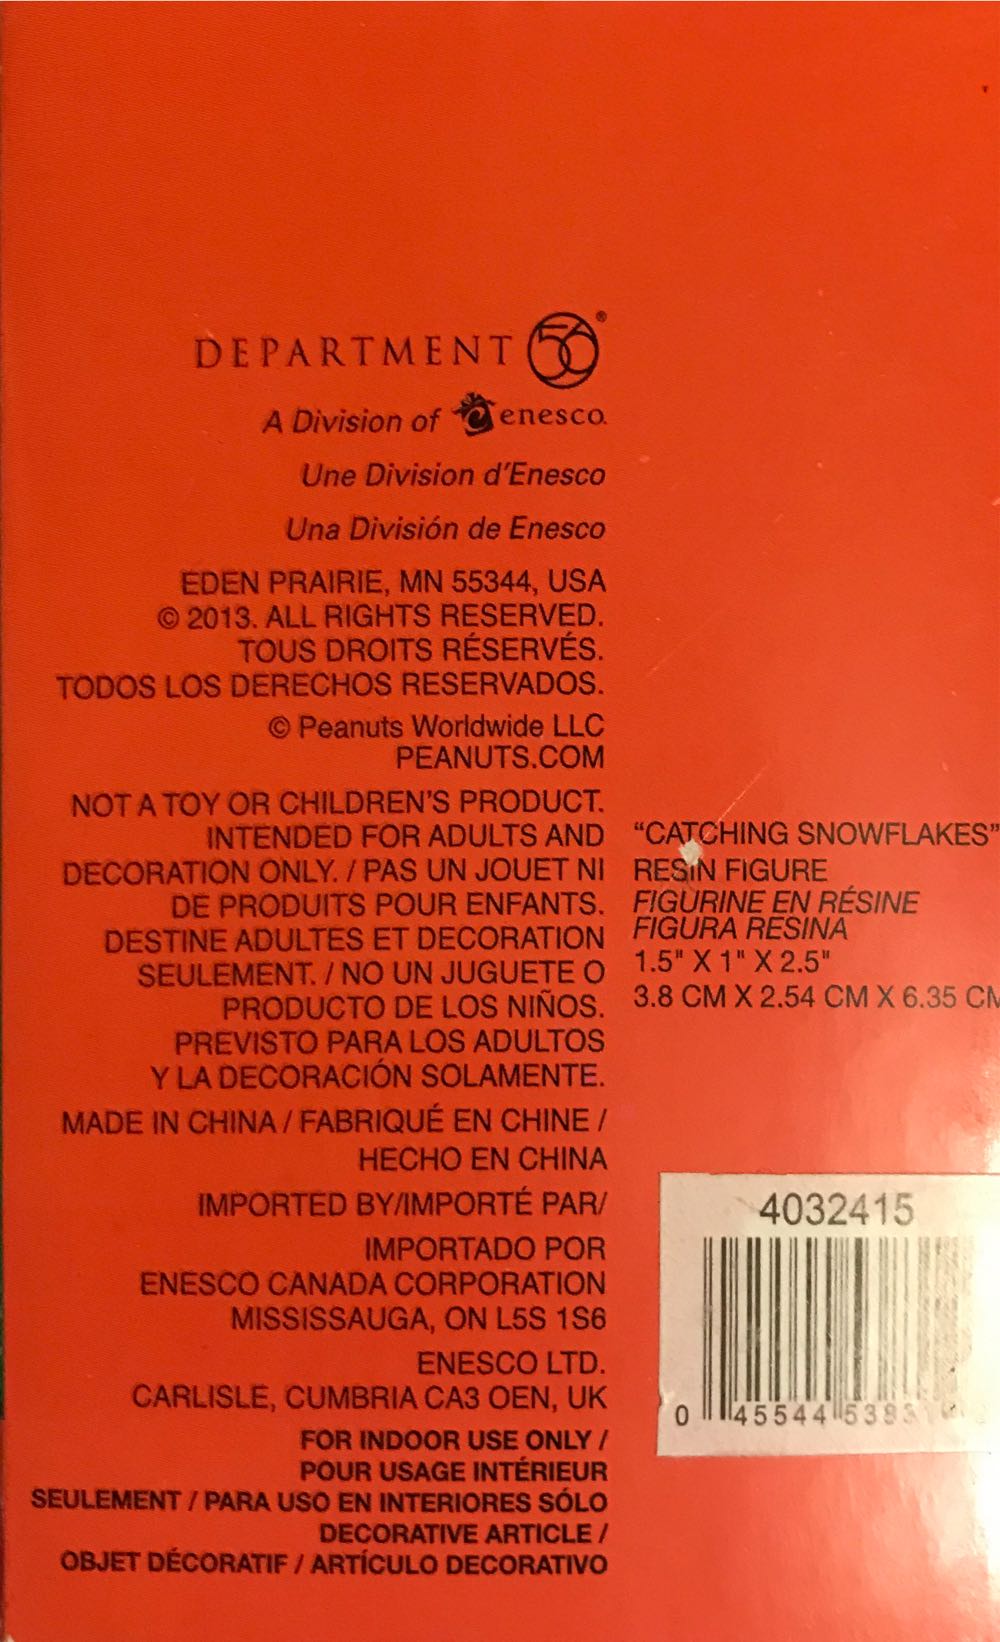 DEPARTMENT 56®
A Division of enesco.
Une Division d'Enesco
Una División de Enesco
EDEN PRAIRIE, MN 55344, USA
© 2013. ALL RIGHTS RESERVED.
TOUS DROITS RÉSERVÉS.
TODOS LOS DERECHOS RESERVADOS.
© Peanuts Worldwide LLC
PEANUTS.COM
NOT A TOY OR CHILDREN'S PRODUCT.
INTENDED FOR ADULTS AND
DECORATION ONLY. / PAS UN JOUET NI
DE PRODUITS POUR ENFANTS.
DESTINE ADULTES ET DECORATION
SEULEMENT. / NO UN JUGUETE O
PRODUCTO DE LOS NIÑOS.
PREVISTO PARA LOS ADULTOS
Y LA DECORACIÓN SOLAMENTE.
MADE IN CHINA / FABRIQUÉ EN CHINE /
HECHO EN CHINA
IMPORTED BY/IMPORTÉ PAR/
IMPORTADO POR
ENESCO CANADA CORPORATION
MISSISSAUGA, ON L5S 1S6
ENESCO LTD.
CARLISLE, CUMBRIA CA3 OEN, UK
FOR INDOOR USE ONLY /
POUR USAGE INTÉRIEUR
SEULEMENT / PARA USO EN INTERIORES SÓLO
DECORATIVE ARTICLE /
OBJET DÉCORATIF / ARTÍCULO DECORATIVO
"CATCHING SNOWFLAKES"
RESIN FIGURE
FIGURINE EN RÉSINE
FIGURA RESINA
1.5" X 1" X 2.5"
3.8 CM X 2.54 CM X 6.35 CM
4032415
0 45544